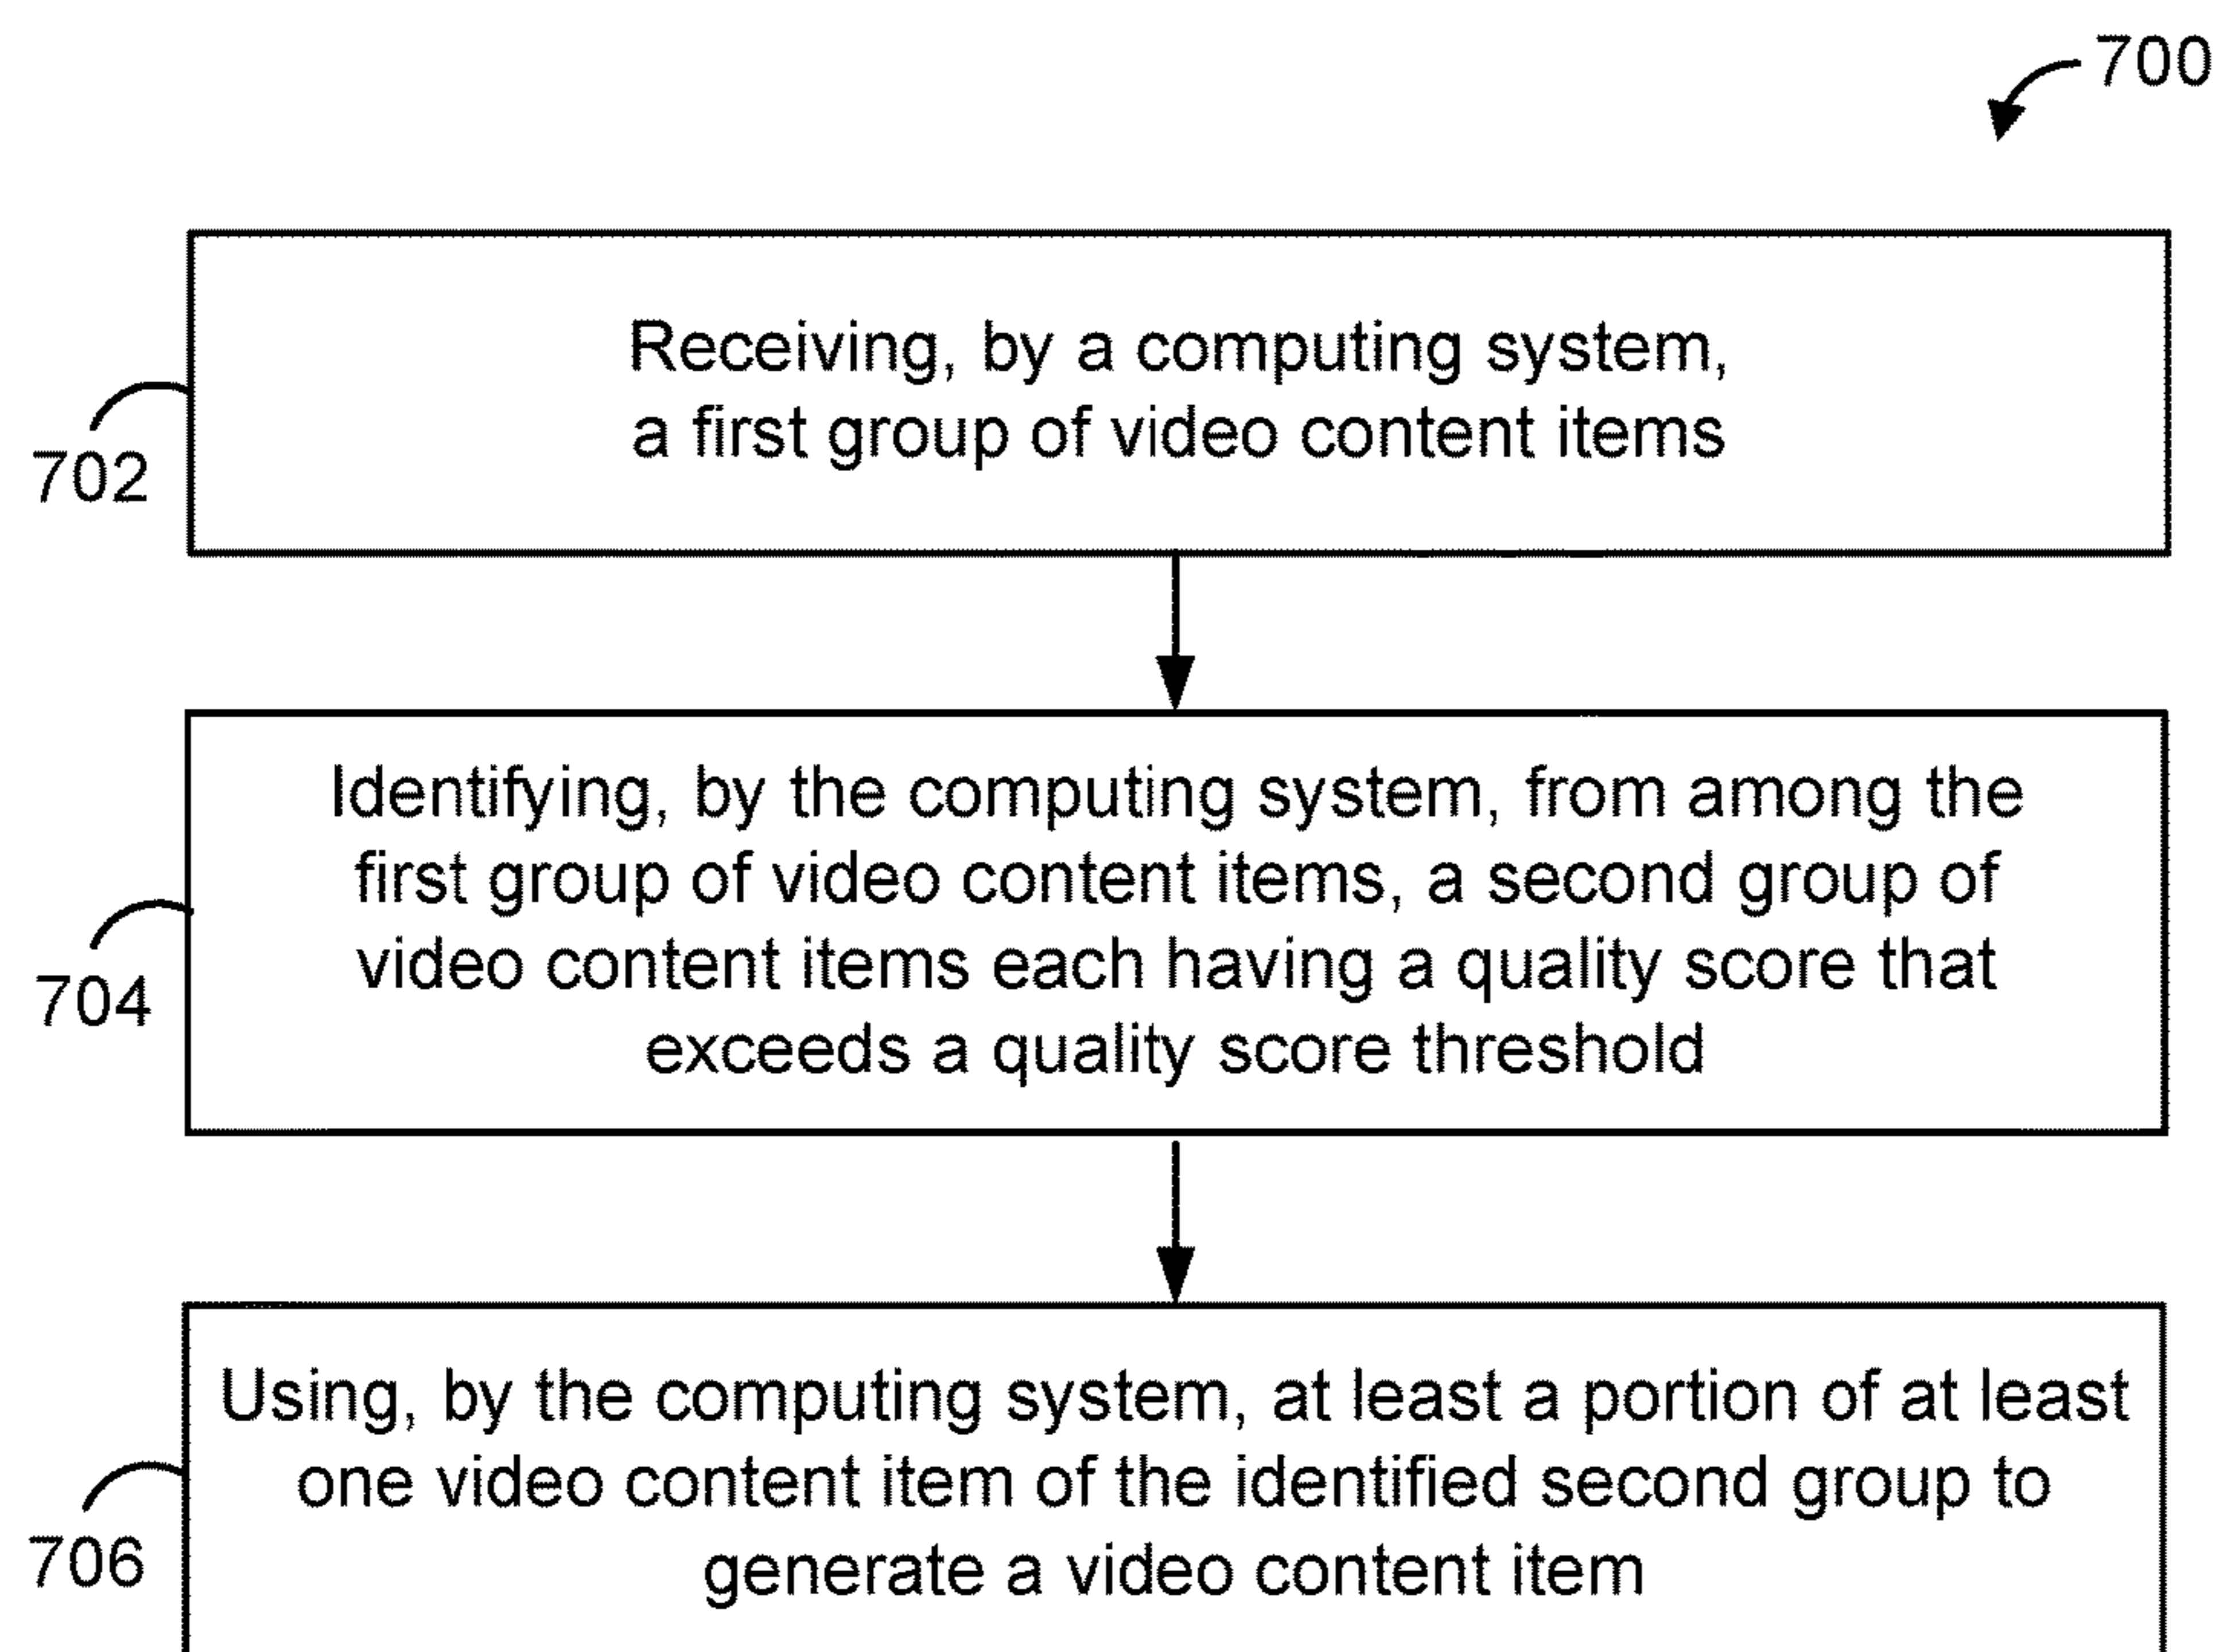 700
Receiving, by a computing system,
a first group of video content items
702
Identifying, by the computing system, from among the
first group of video content items, a second group of
video content items each having a quality score that
exceeds a quality score threshold
704
Using, by the computing system, at least a portion of at least
one video content item of the identified second group to
generate a video content item
706